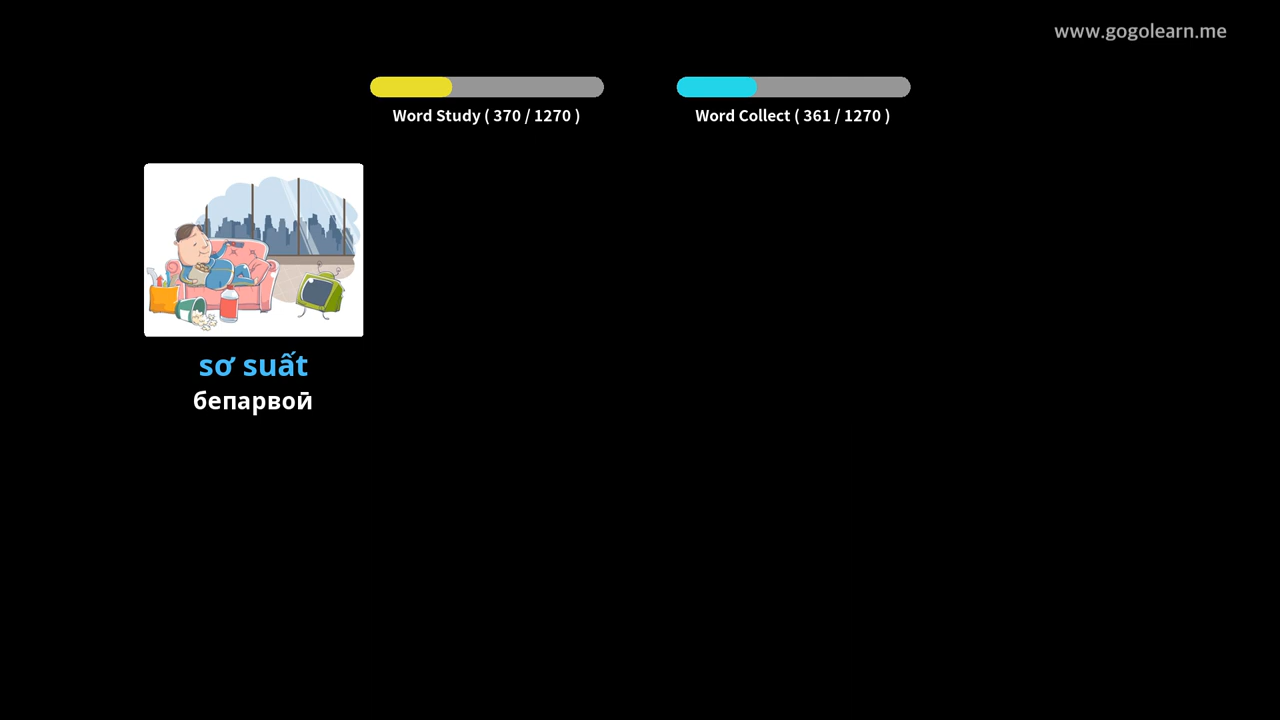 www.gogolearn.me
Word Study ( 370 / 1270 )
Word Collect ( 361 / 1270 )
sơ suất
бепарвоӣ